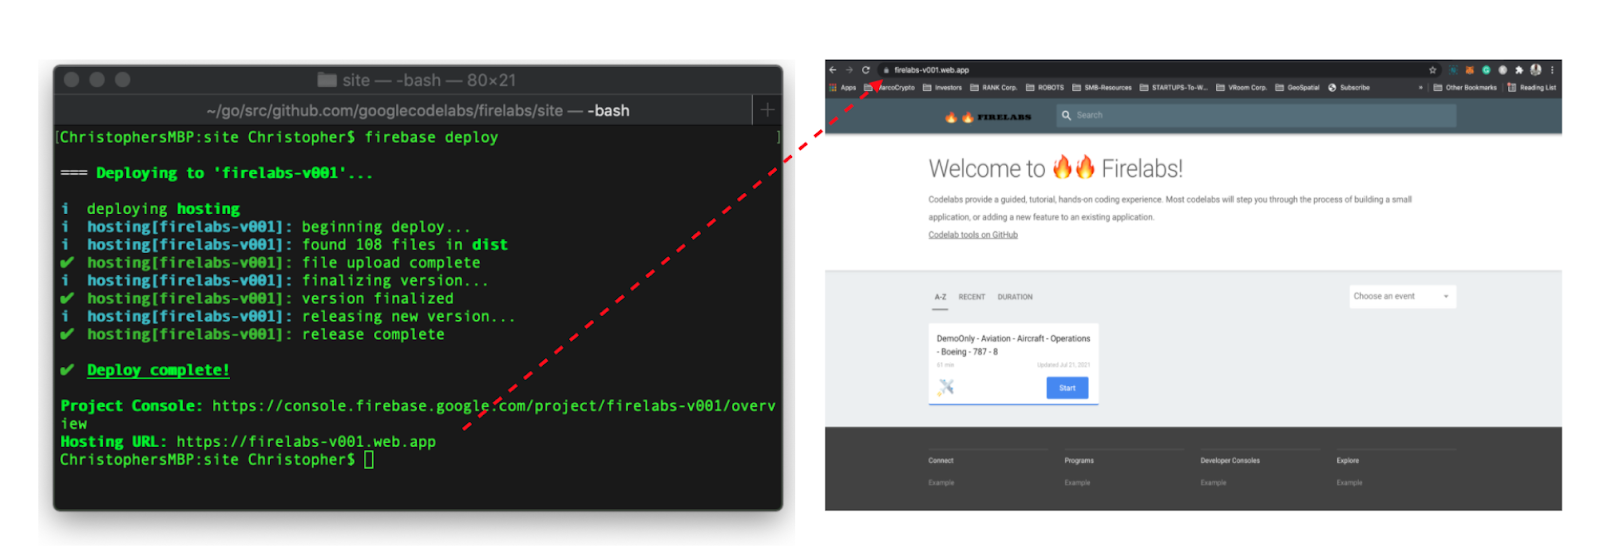 site — -bash — 80×21
~/go/src/github.com/googlecodelabs/firelabs/site — -bash
[ChristophersMBP:site Christopher$ firebase deploy ]
=== Deploying to 'firelabs-v001'...
i deploying hosting
i hosting[firelabs-v001]: beginning deploy...
i hosting[firelabs-v001]: found 108 files in dist
✔ hosting[firelabs-v001]: file upload complete
i hosting[firelabs-v001]: finalizing version...
✔ hosting[firelabs-v001]: version finalized
i hosting[firelabs-v001]: releasing new version...
✔ hosting[firelabs-v001]: release complete
✔ Deploy complete!
Project Console: https://console.firebase.google.com/project/firelabs-v001/overv
iew
Hosting URL: https://firelabs-v001.web.app
ChristophersMBP:site Christopher$
firelabs-v001.web.app
Apps MarcoCrypto Investors RANK Corp. ROBOTS SMB-Resources STARTUPS-To-W... VRoom Corp. GeoSpatial Subscribe » Other Bookmarks Reading List
FIRELABS Search
Welcome to 🔥🔥 Firelabs!
Codelabs provide a guided, tutorial, hands-on coding experience. Most codelabs will step you through the process of building a small
application, or adding a new feature to an existing application.
Codelab tools on GitHub
A-Z RECENT DURATION Choose an event
DemoOnly - Aviation - Aircraft - Operations
- Boeing - 787 - 8
61 min Updated Jul 21, 2021
Start
Connect Programs Developer Consoles Explore
Example Example Example Example